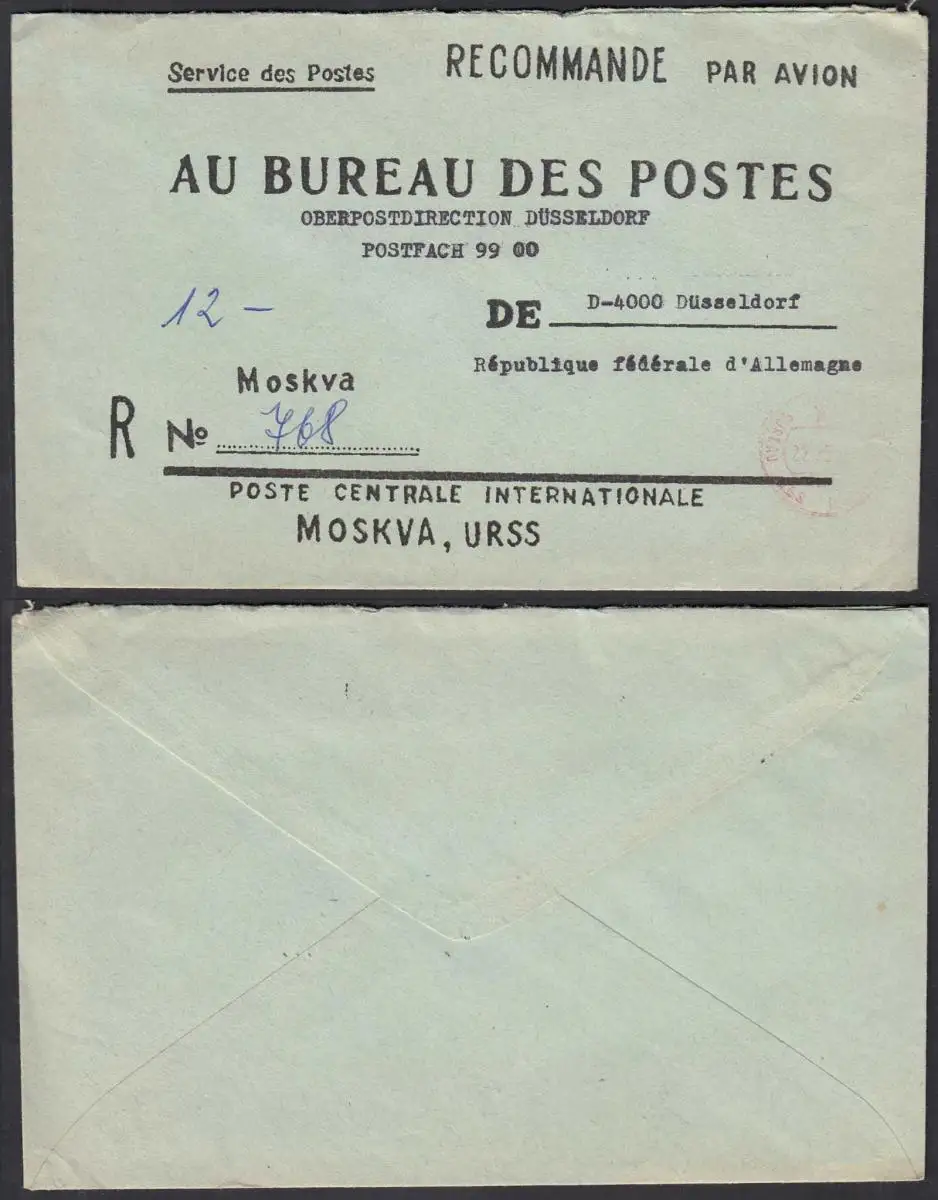 Service des Postes RECOMMANDE PAR AVION
AU BUREAU DES POSTES
OBERPOSTDIRECTION DÜSSELDORF
POSTFACH 99 00
12 -
DE D-4000 Düsseldorf
République fédérale d'Allemagne
Moskva
R № 768
POSTE CENTRALE INTERNATIONALE
MOSKVA, URSS